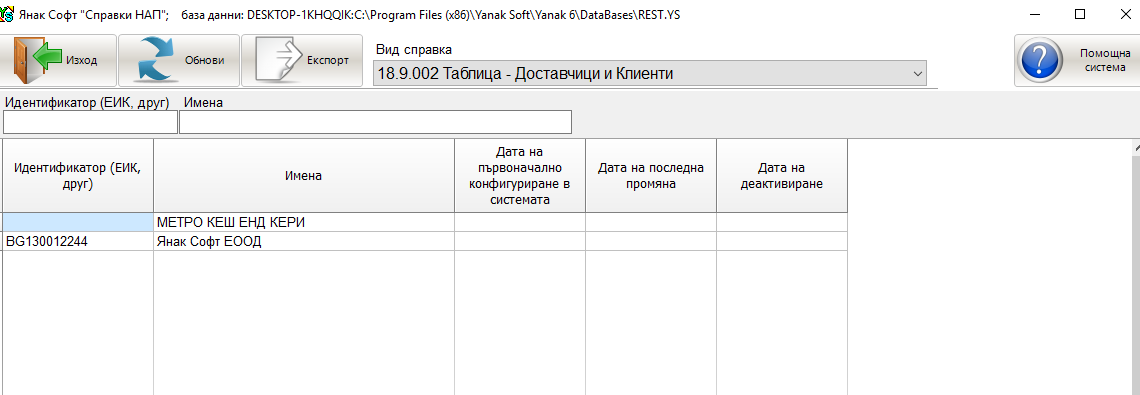 Янак Софт "Справки НАП"; база данни: DESKTOP-1KHQQIK:C:\Program Files (x86)\Yanak Soft\Yanak 6\DataBases\REST.YS
Изход
Обнови
Експорт
Вид справка
18.9.002 Таблица - Доставчици и Клиенти
Помощна
система
Идентификатор (ЕИК, друг) Имена
Идентификатор (ЕИК,
друг)
Имена
Дата на
първоначално
конфигуриране в
системата
Дата на последна
промяна
Дата на
деактивиране
МЕТРО КЕШ ЕНД КЕРИ
BG130012244 Янак Софт ЕООД